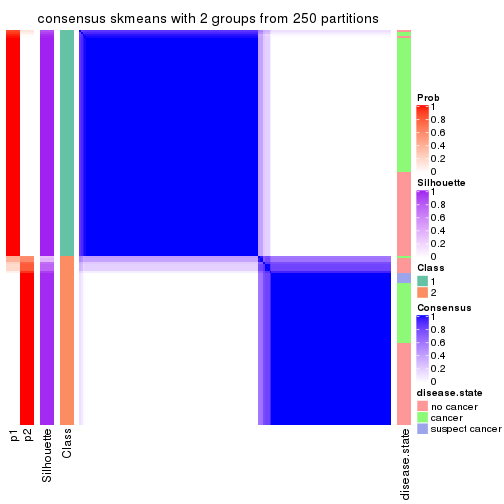 consensus skmeans with 2 groups from 250 partitions
Prob
1
0.8
0.6
0.4
0.2
0
Silhouette
1
0.8
0.6
0.4
0.2
0
Class
1
2
Consensus
1
0.8
0.6
0.4
0.2
0
disease.state
no cancer
cancer
suspect cancer
p1
p2
Silhouette
Class
disease.state